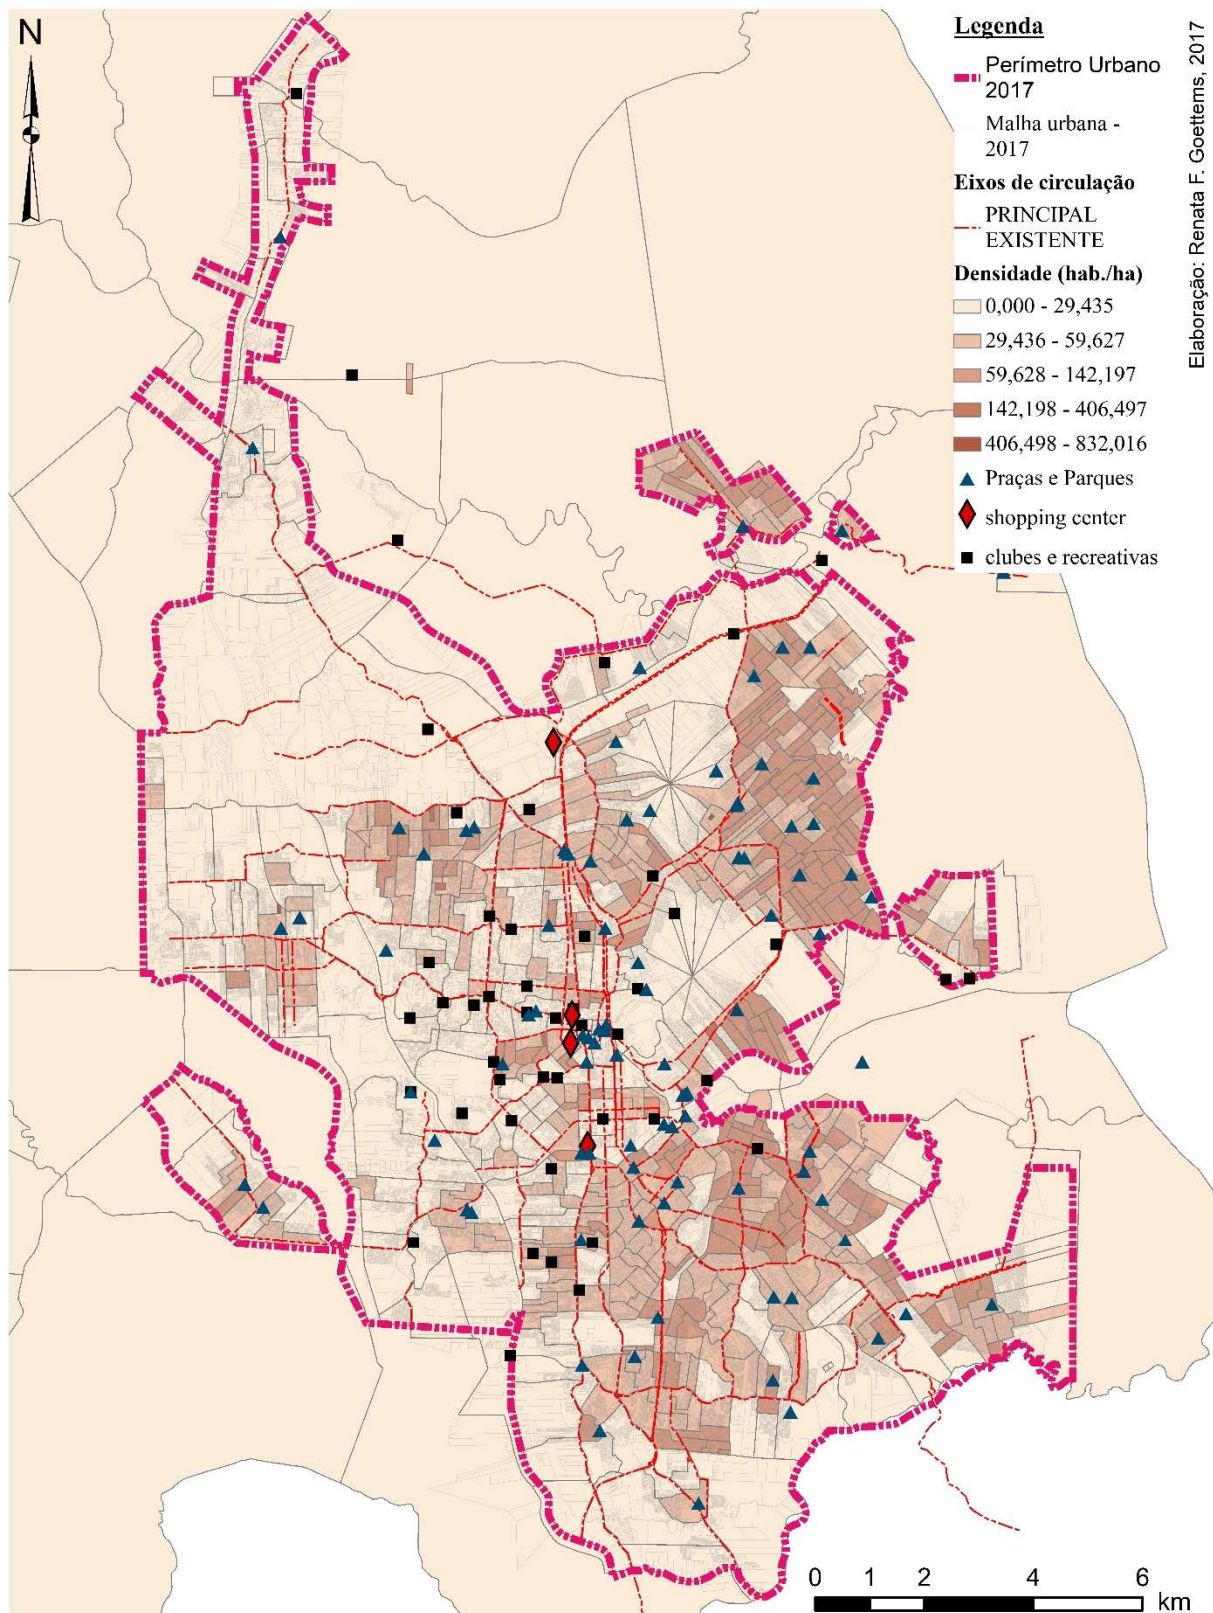 N
Legenda
Perímetro Urbano
2017
Malha urbana -
2017
Eixos de circulação
PRINCIPAL
EXISTENTE
Densidade (hab./ha)
0,000 - 29,435
29,436 - 59,627
59,628 - 142,197
142,198 - 406,497
406,498 - 832,016
Praças e Parques
shopping center
clubes e recreativas
Elaboração: Renata F. Goettems, 2017
0 1 2 4 6
km